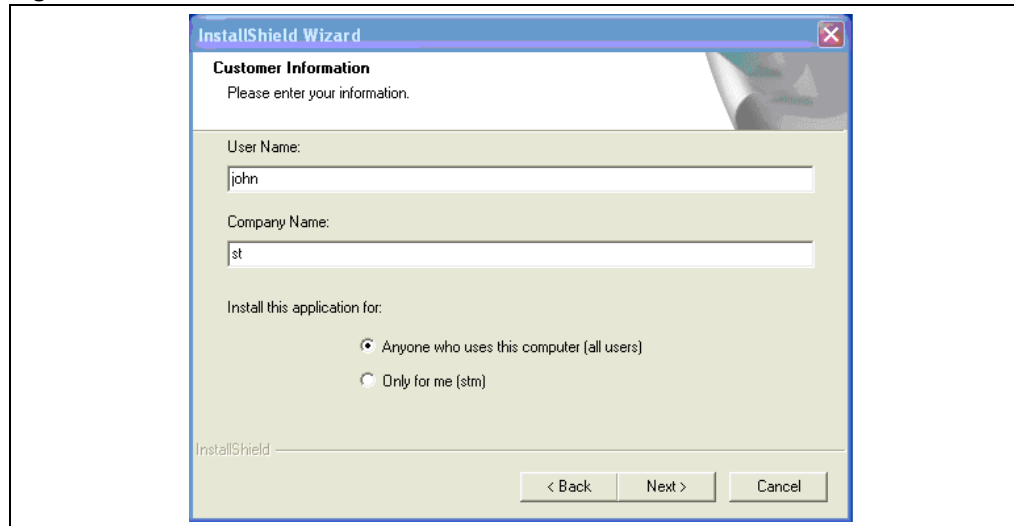 InstallShield Wizard
Customer Information
Please enter your information.
User Name:
john
Company Name:
st
Install this application for:
Anyone who uses this computer (all users)
Only for me (stm)
InstallShield
< Back Next > Cancel